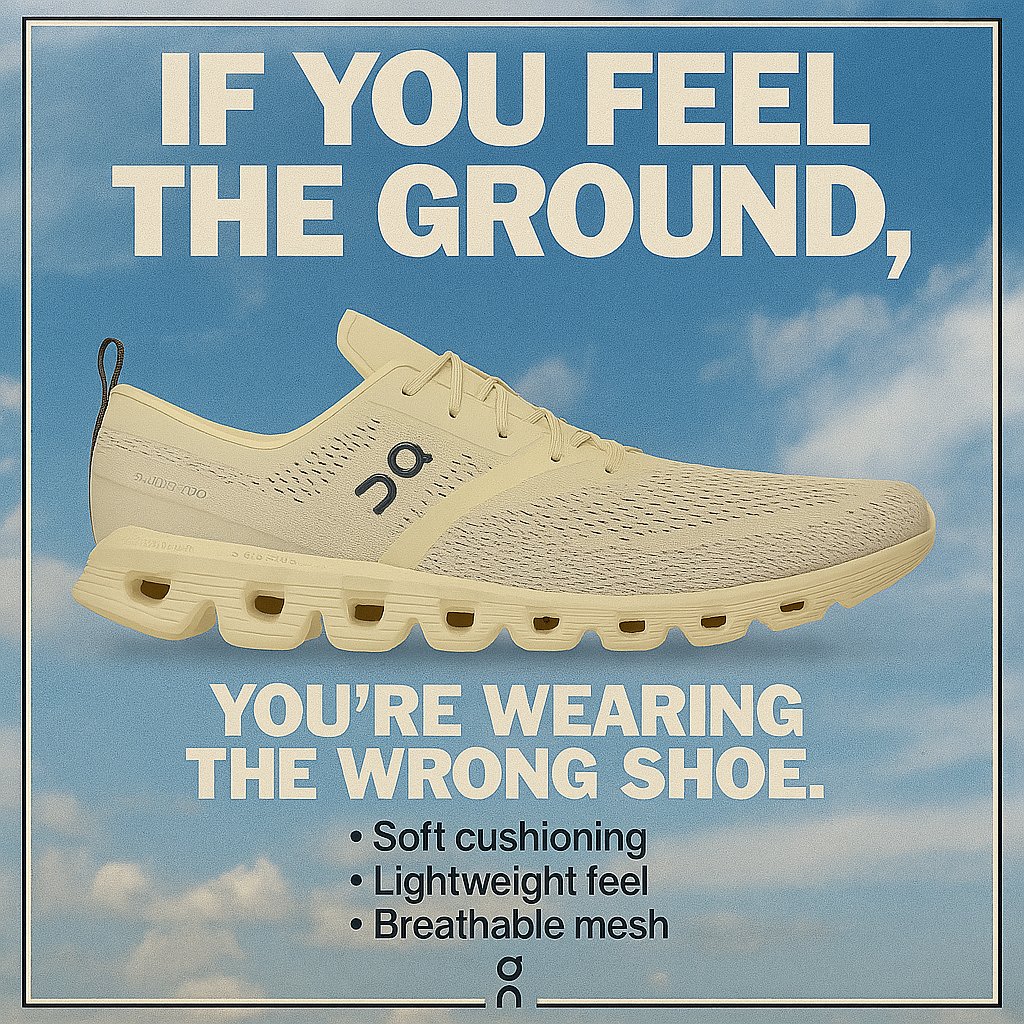 IF YOU FEEL
THE GROUND,
YOU'RE WEARING
THE WRONG SHOE.
• Soft cushioning
• Lightweight feel
• Breathable mesh